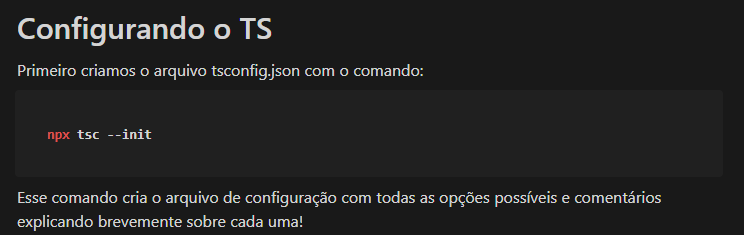 Configurando o TS
Primeiro criamos o arquivo tsconfig.json com o comando:
npx tsc --init
Esse comando cria o arquivo de configuração com todas as opções possíveis e comentários
explicando brevemente sobre cada uma!